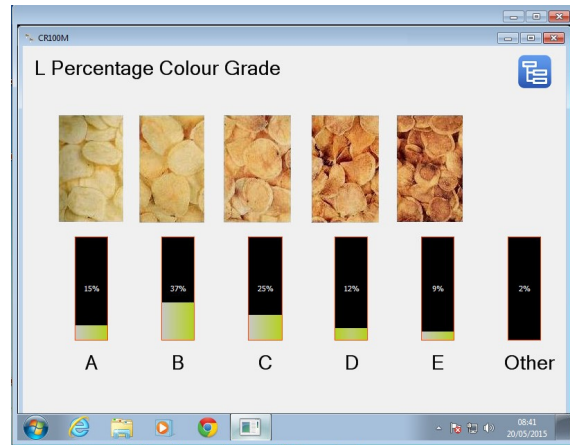 CR100M
L Percentage Colour Grade
15%
37%
25%
12%
9%
2%
A
B
C
D
E
Other
08:41
20/05/2015